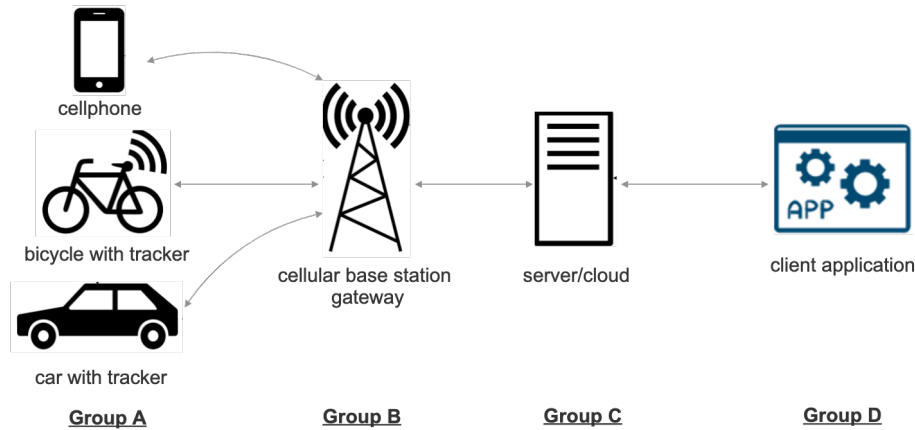 cellphone
bicycle with tracker
car with tracker
Group A
cellular base station
gateway
Group B
server/cloud
Group C
APP
client application
Group D